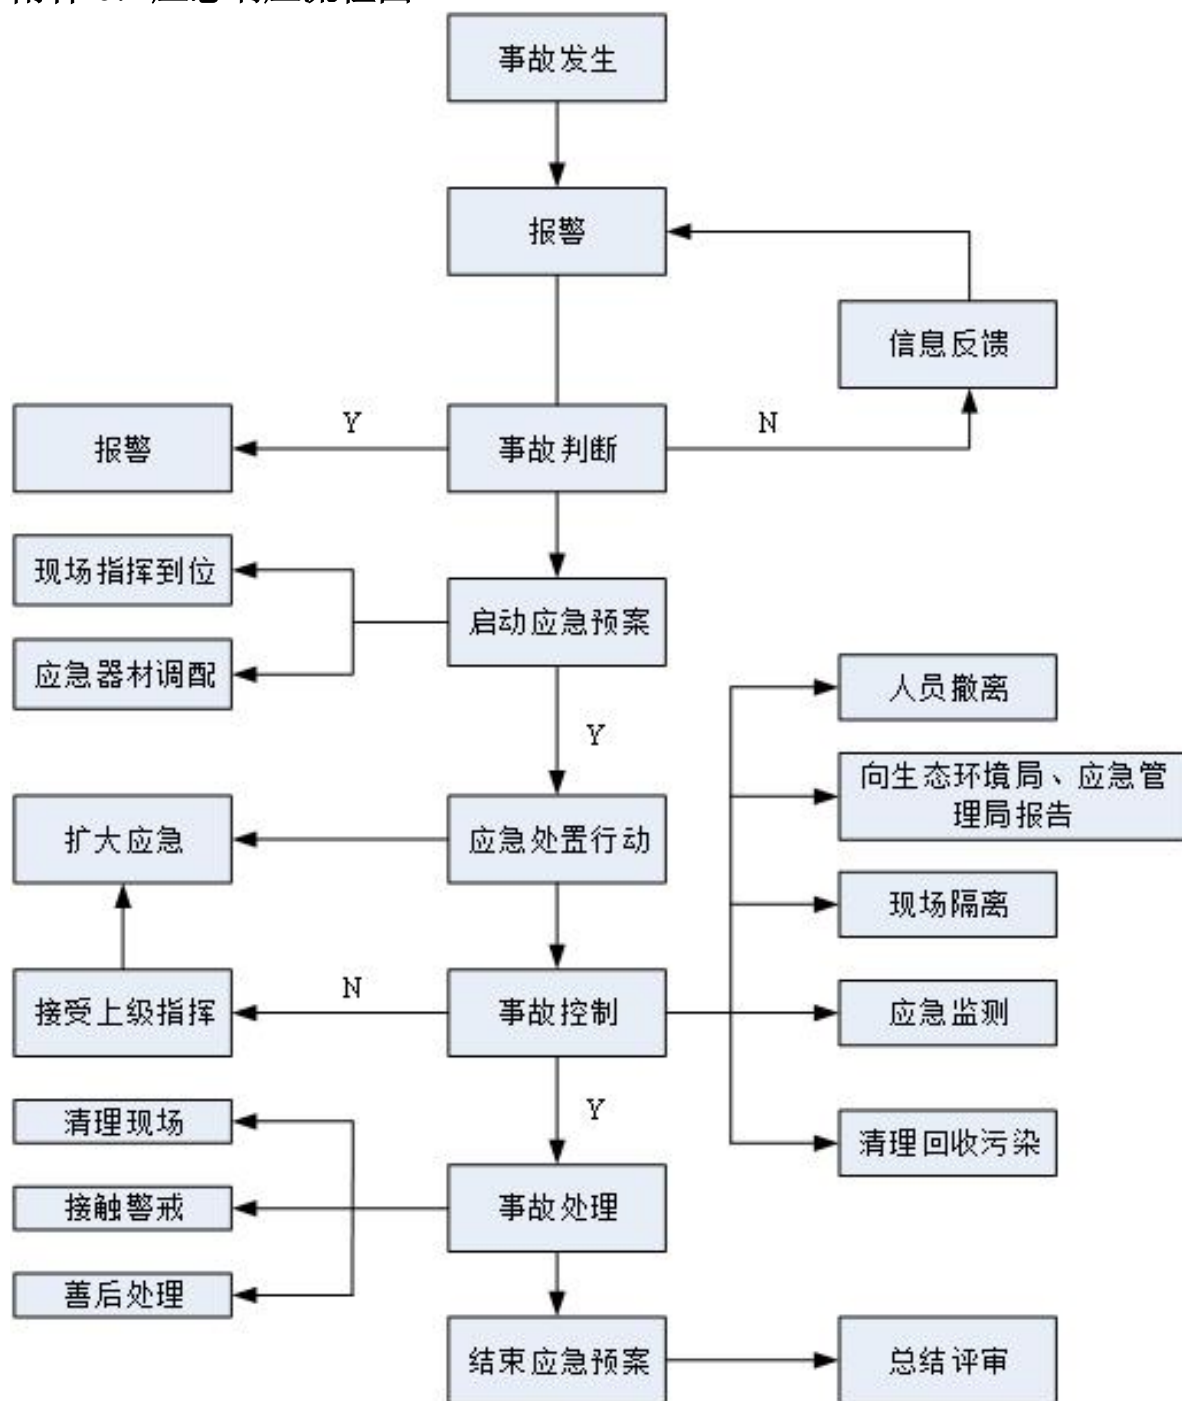 事故发生
报警
信息反馈
Y
N
报警
事故判断
现场指挥到位
启动应急预案
应急器材调配
人员撤离
Y
向生态环境局、应急管
理局报告
扩大应急
应急处置行动
现场隔离
N
接受上级指挥
事故控制
应急监测
Y
清理现场
清理回收污染
接触警戒
事故处理
善后处理
结束应急预案
总结评审